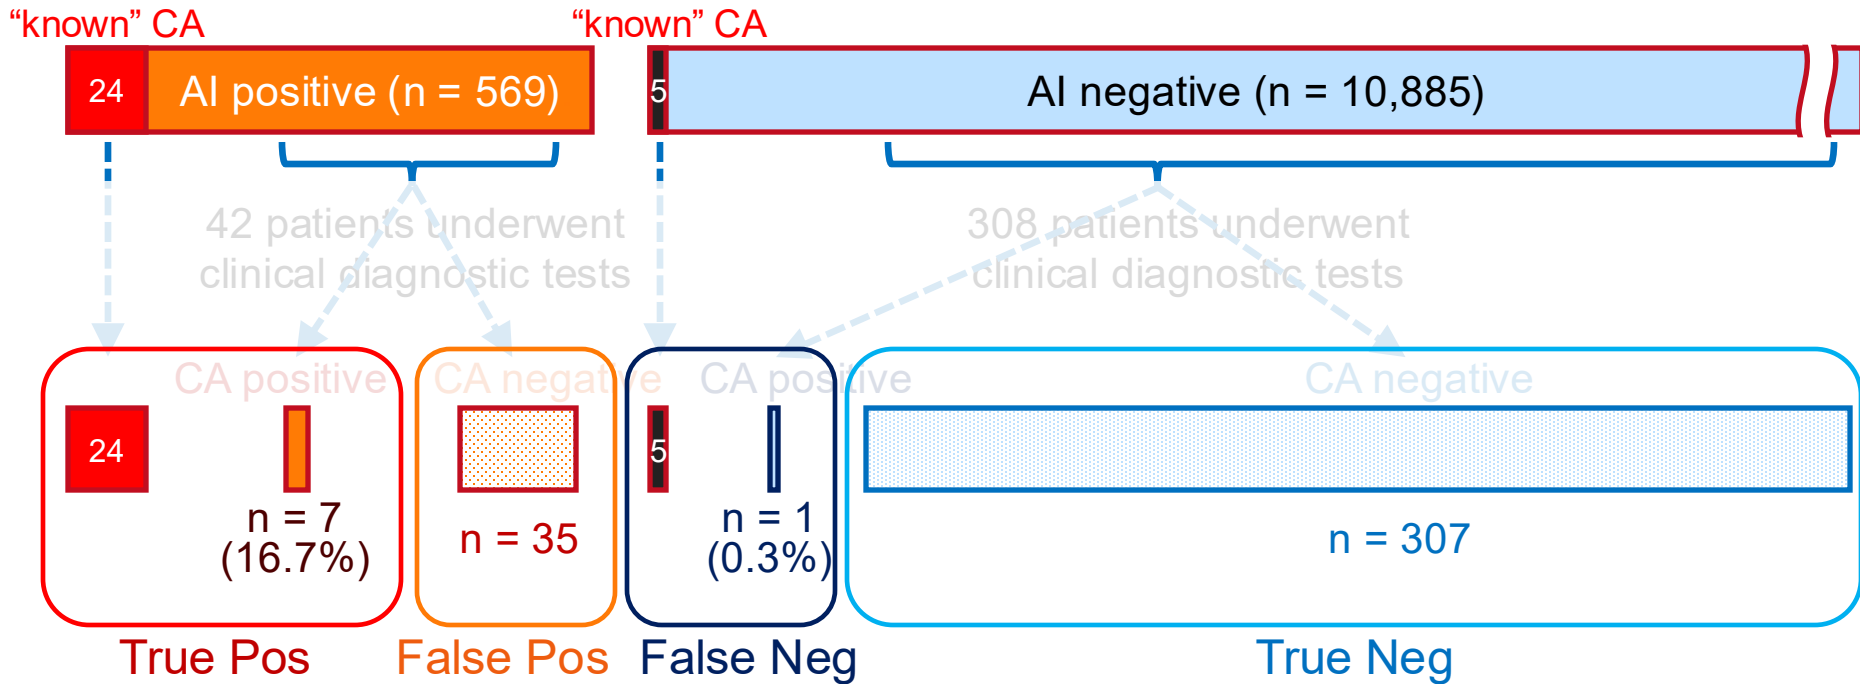 “known” CA
“known” CA
24
AI positive (n = 569)
5
AI negative (n = 10,885)
42 patients underwent
clinical diagnostic tests
308 patients underwent
clinical diagnostic tests
CA positive
CA negative
CA positive
CA negative
24
5
n = 7
(16.7%)
n = 35
n = 1
(0.3%)
n = 307
True Pos
False Pos
False Neg
True Neg